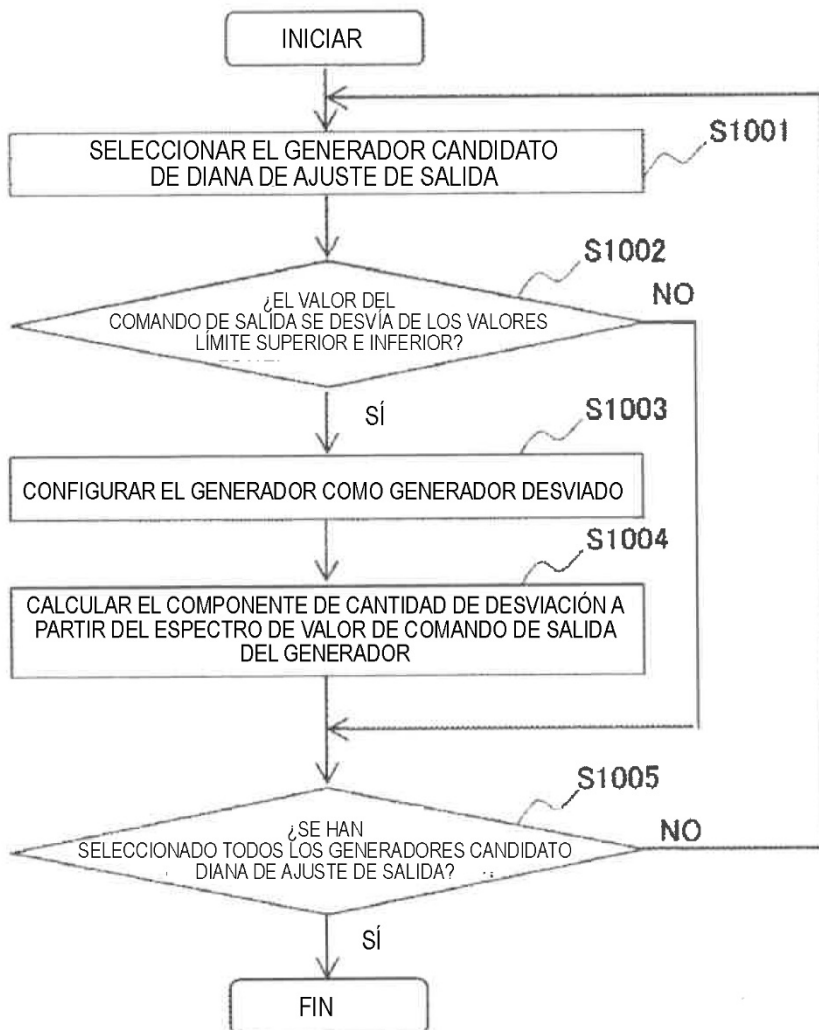 INICIAR
S1001
SELECCIONAR EL GENERADOR CANDIDATO
DE DIANA DE AJUSTE DE SALIDA
S1002
¿EL VALOR DEL
COMANDO DE SALIDA SE DESVÍA DE LOS VALORES
LÍMITE SUPERIOR E INFERIOR?
NO
SÍ
S1003
CONFIGURAR EL GENERADOR COMO GENERADOR DESVIADO
S1004
CALCULAR EL COMPONENTE DE CANTIDAD DE DESVIACIÓN A
PARTIR DEL ESPECTRO DE VALOR DE COMANDO DE SALIDA
DEL GENERADOR
S1005
¿SE HAN
SELECCIONADO TODOS LOS GENERADORES CANDIDATO
DIANA DE AJUSTE DE SALIDA?
NO
SÍ
FIN